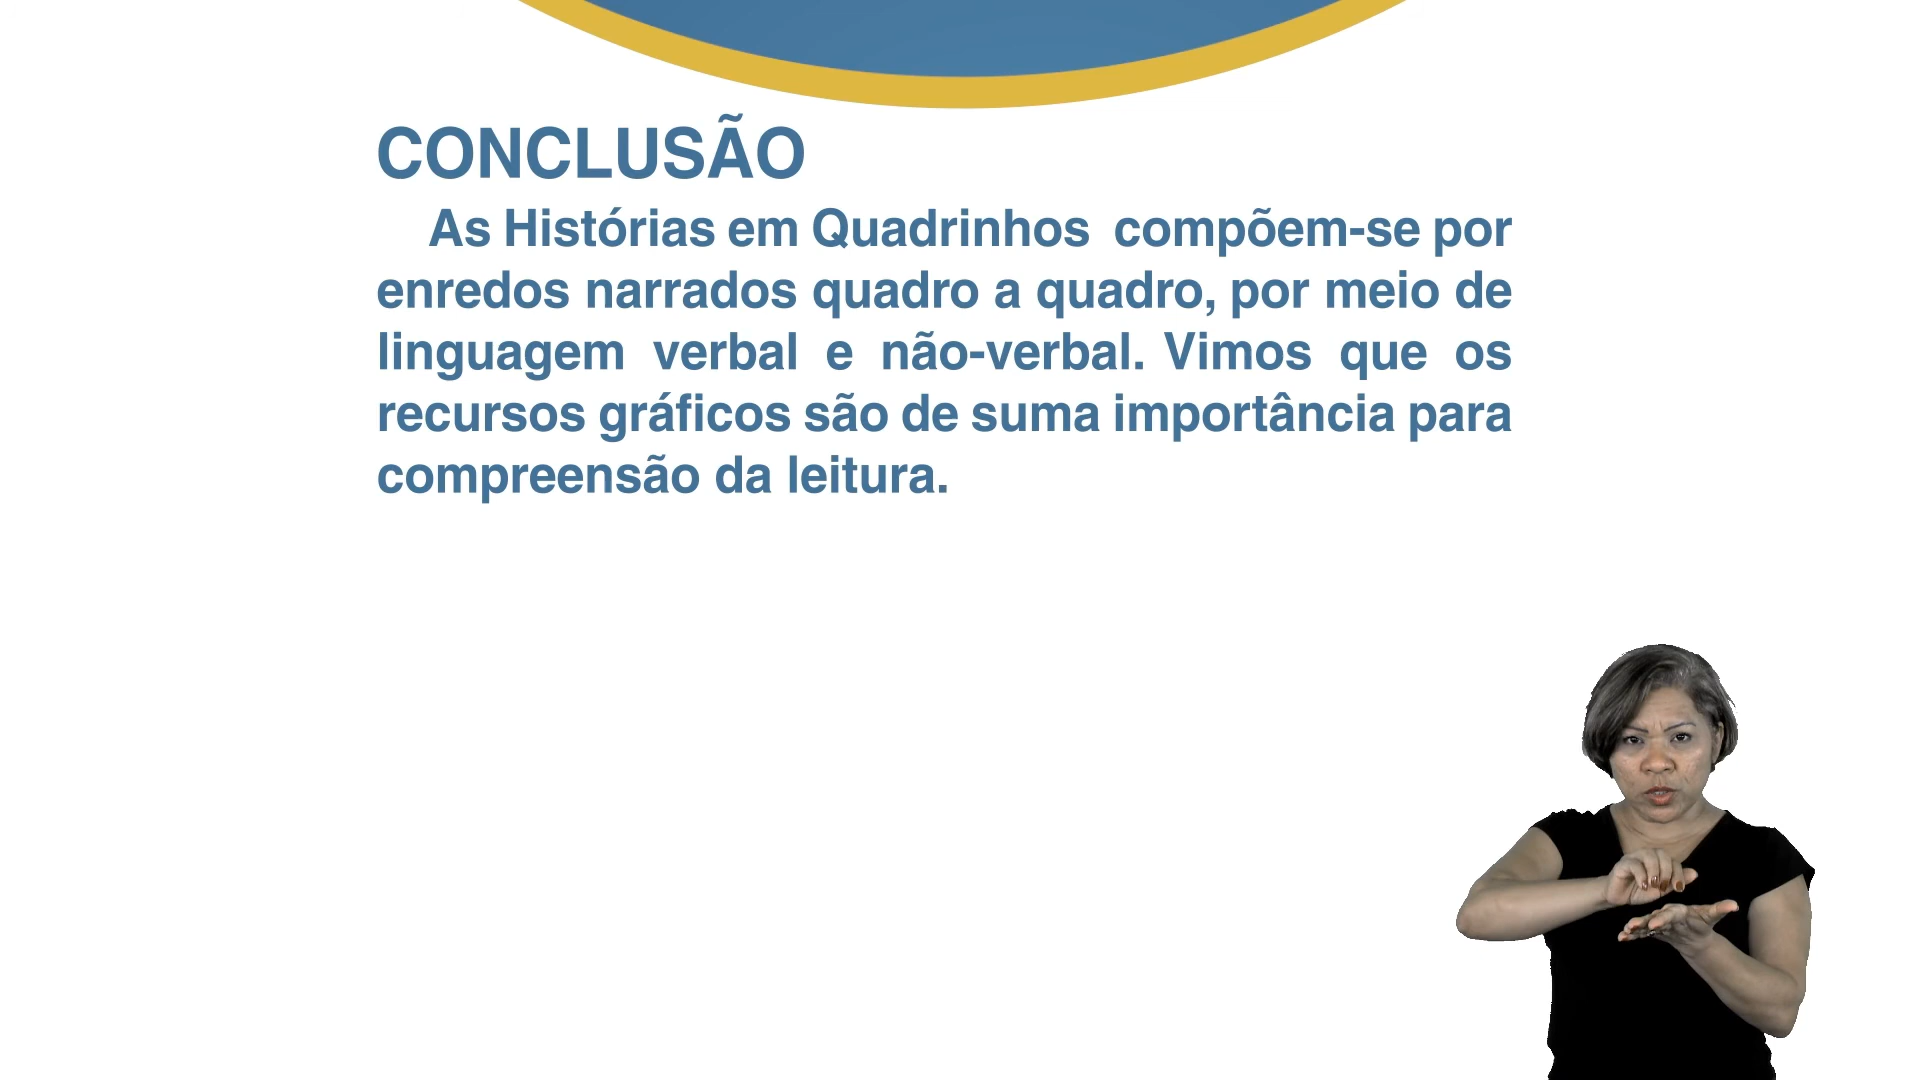 CONCLUSÃO
As Histórias em Quadrinhos compõem-se por
enredos narrados quadro a quadro, por meio de
linguagem verbal e não-verbal. Vimos que os
recursos gráficos são de suma importância para
compreensão da leitura.